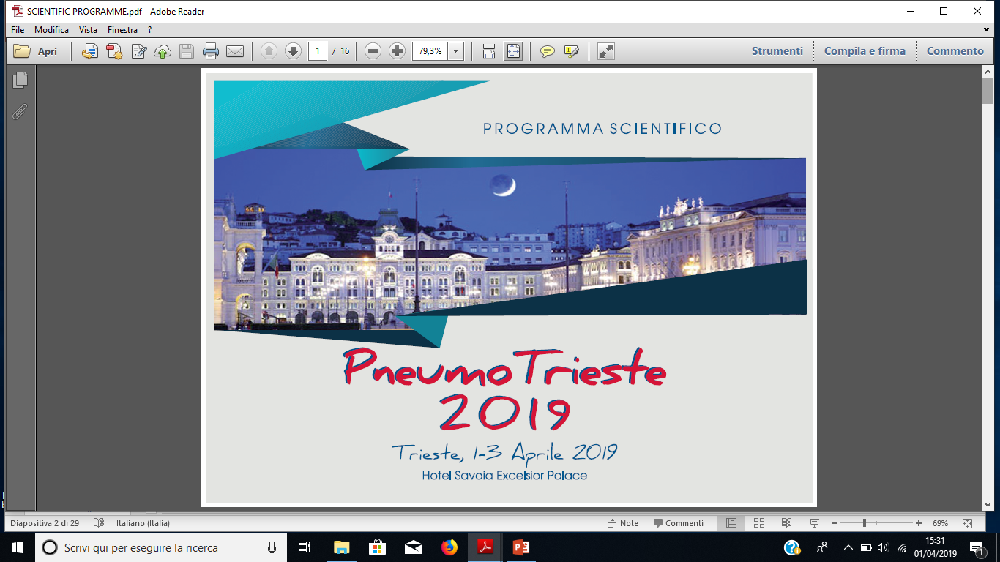 SCIENTIFIC PROGRAMME.pdf - Adobe Reader
File Modifica Vista Finestra ?
Apri 1 / 16 79,3% Strumenti Compila e firma Commento
PROGRAMMA SCIENTIFICO
PneumoTrieste
2019
Trieste, 1-3 Aprile 2019
Hotel Savoia Excelsior Palace
Diapositiva 2 di 29 Italiano (Italia) Note Commenti 69%
Scrivi qui per eseguire la ricerca
15:31
01/04/2019
1